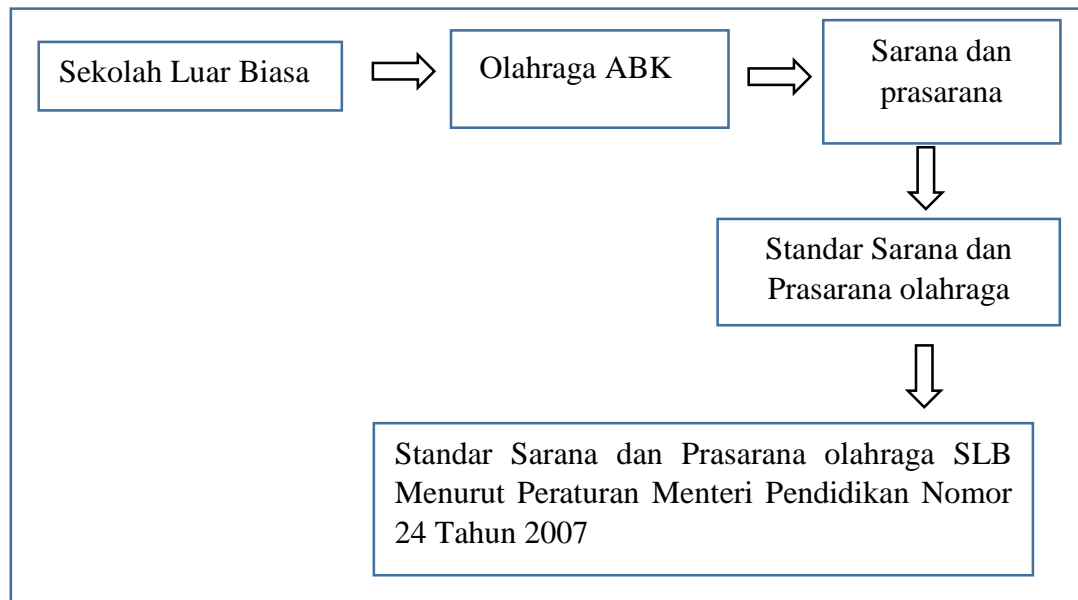 Sekolah Luar Biasa
Olahraga ABK
Sarana dan
prasarana
Standar Sarana dan
Prasarana olahraga
Standar Sarana dan Prasarana olahraga SLB
Menurut Peraturan Menteri Pendidikan Nomor
24 Tahun 2007